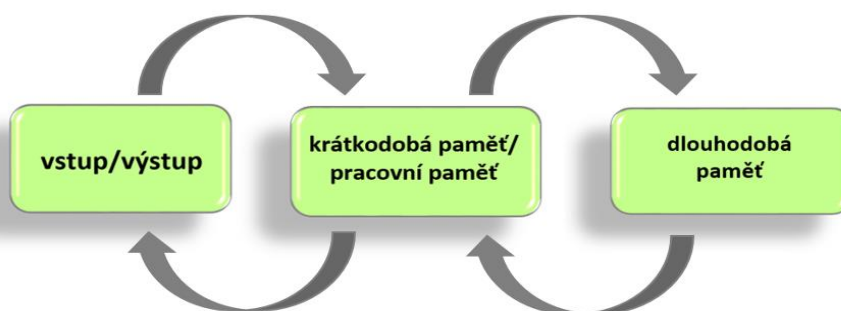 vstup/výstup
krátkodobá paměť/
pracovní paměť
dlouhodobá
paměť